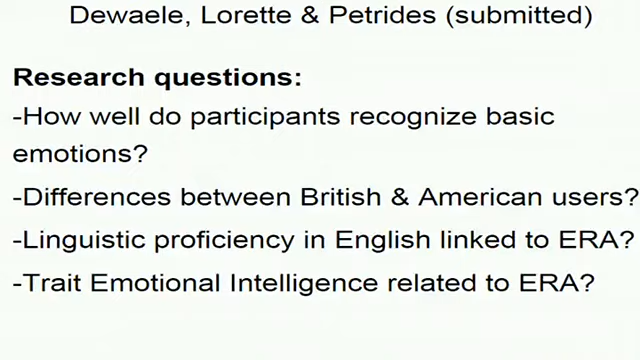 Dewaele, Lorette & Petrides (submitted)
Research questions:
-How well do participants recognize basic
emotions?
-Differences between British & American users?
-Linguistic proficiency in English linked to ERA?
-Trait Emotional Intelligence related to ERA?